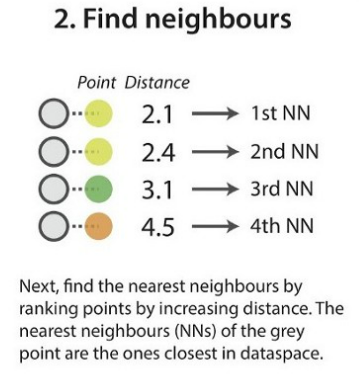 2. Find neighbours
Point Distance
2.1 → 1st NN
2.4 → 2nd NN
3.1 → 3rd NN
4.5 → 4th NN
Next, find the nearest neighbours by
ranking points by increasing distance. The
nearest neighbours (NNs) of the grey
point are the ones closest in dataspace.